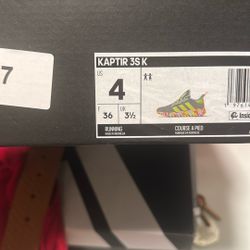 7
KAPTIR 3S K
US
4
F
36
UK
3½
RUNNING
COURSE A PIED